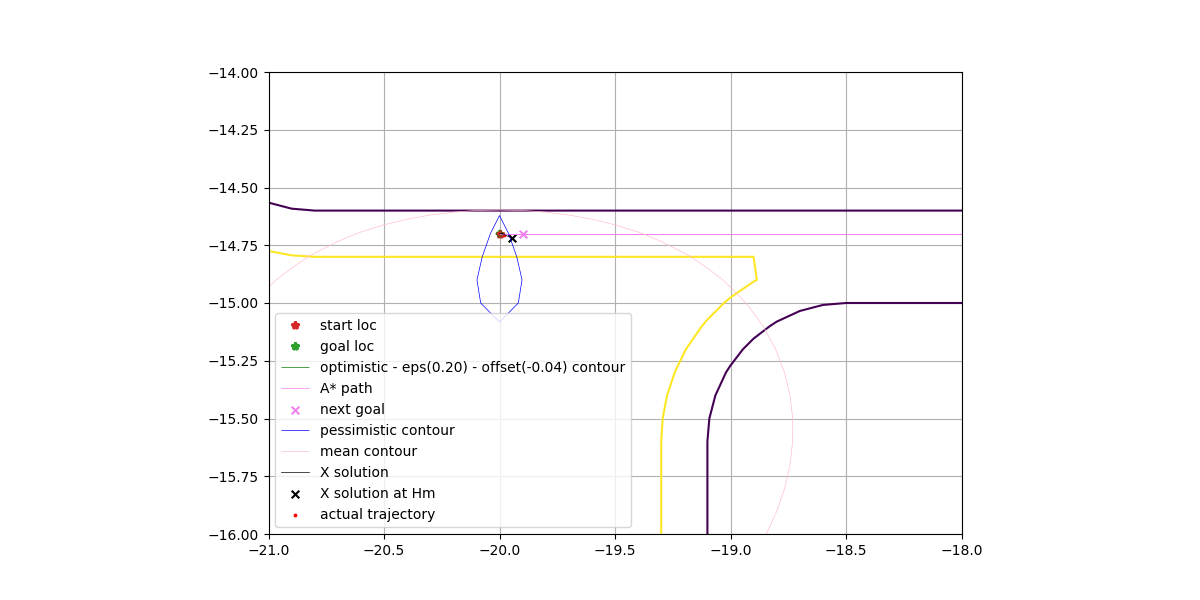 −14.00
−14.25
−14.50
−14.75
−15.00
−15.25
−15.50
−15.75
−16.00
start loc
goal loc
optimistic - eps(0.20) - offset(-0.04) contour
A* path
next goal
pessimistic contour
mean contour
X solution
X solution at Hm
actual trajectory
−21.0 −20.5 −20.0 −19.5 −19.0 −18.5 −18.0